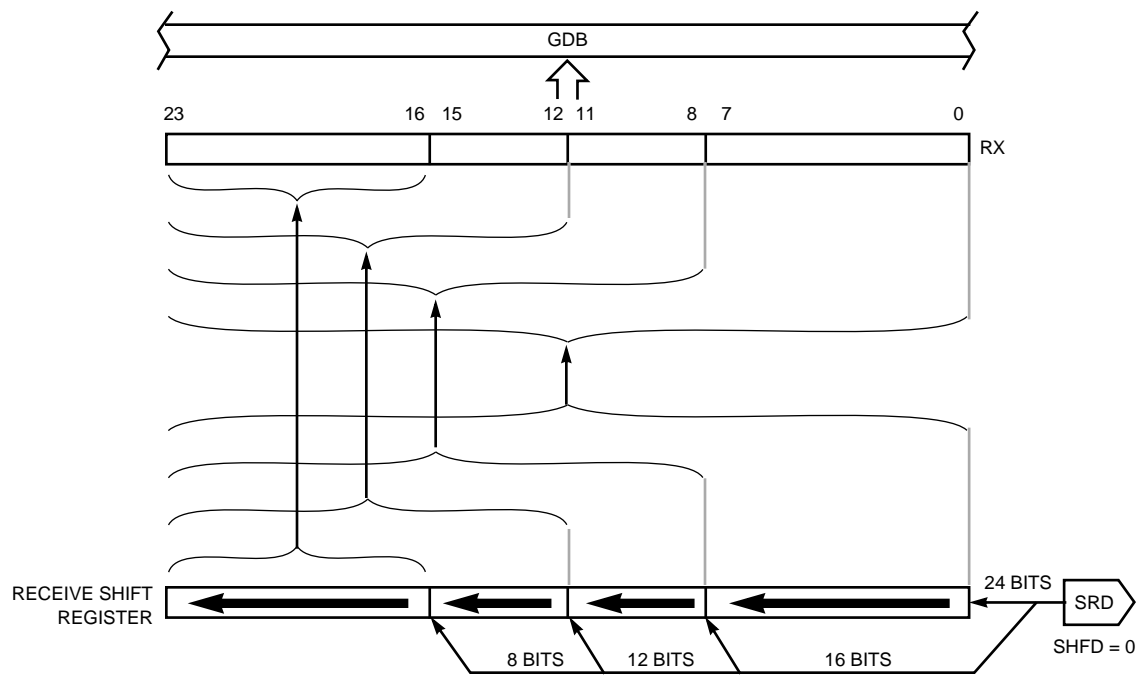 GDB
23 16 15 12 11 8 7 0
RX
RECEIVE SHIFT
REGISTER
24 BITS
SRD
SHFD = 0
8 BITS 12 BITS 16 BITS